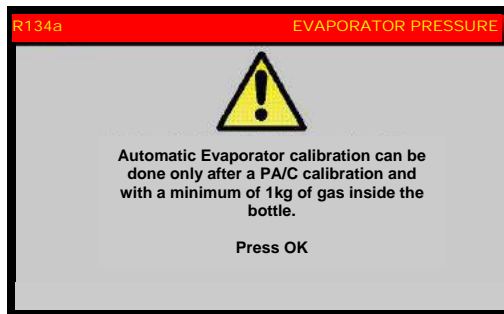 R134a EVAPORATOR PRESSURE
Automatic Evaporator calibration can be
done only after a PA/C calibration and
with a minimum of 1kg of gas inside the
bottle.
Press OK